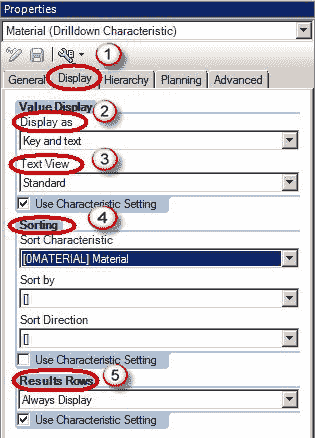 Properties
Material (Drilldown Characteristic)
1
General Display Hierarchy Planning Advanced
Value Display
2
Display as
Key and text
3
Text View
Standard
Use Characteristic Setting
4
Sorting
Sort Characteristic
[0MATERIAL] Material
Sort by
[]
Sort Direction
[]
Use Characteristic Setting
Results Rows
5
Always Display
Use Characteristic Setting